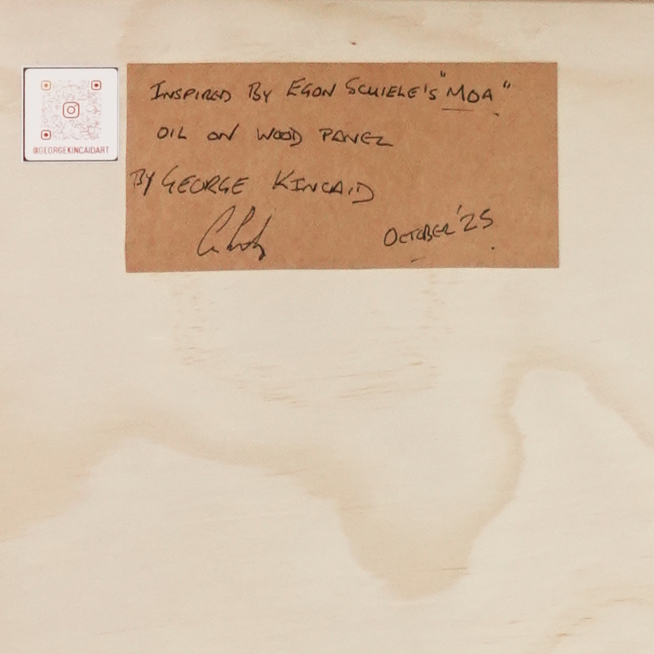 INSPIRED BY EGON SCHIELE'S "MOA"
OIL ON WOOD PANEL
BY GEORGE KINCAID
OCTOBER '25
@GEORGEKINCAIDART